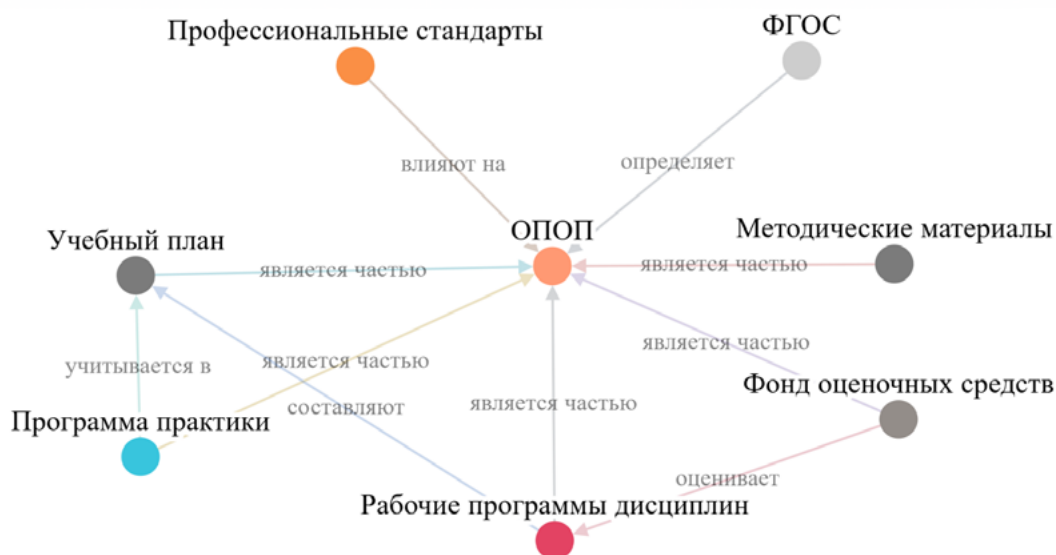 Профессиональные стандарты
ФГОС
влияют на
определяет
ОПОП
Учебный план
Методические материалы
является частью
является частью
учитывается в
является частью
является частью
Фонд оценочных средств
составляют
является частью
Программа практики
оценивает
Рабочие программы дисциплин